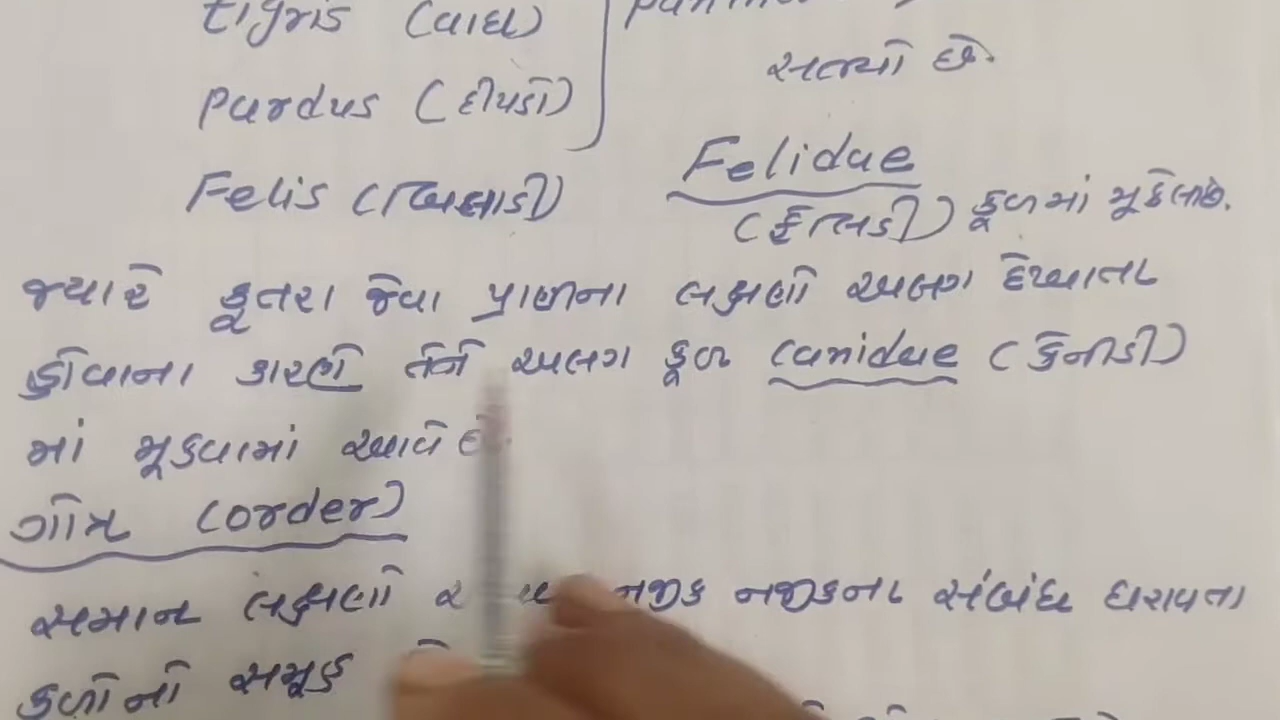 tigris (વાઘ)
સભ્યો છે.
Pardus (દીપડો)
Felidae
Felis (બિલાડી)
(ફેલિડી) કૂળમાં મૂકેલા છે.
જ્યારે કૂતરા જેવા પ્રાણીના લક્ષણો અલગ દેખાતા
હોવાના કારણે તેને અલગ કૂળ Canidae (કેનીડી)
માં મૂકવામાં આવે છે.
ગોત્ર (order)
સમાન લક્ષણો નજીક નજીકના સંબંધ ધરાવતા
કુળોનો સમૂહ